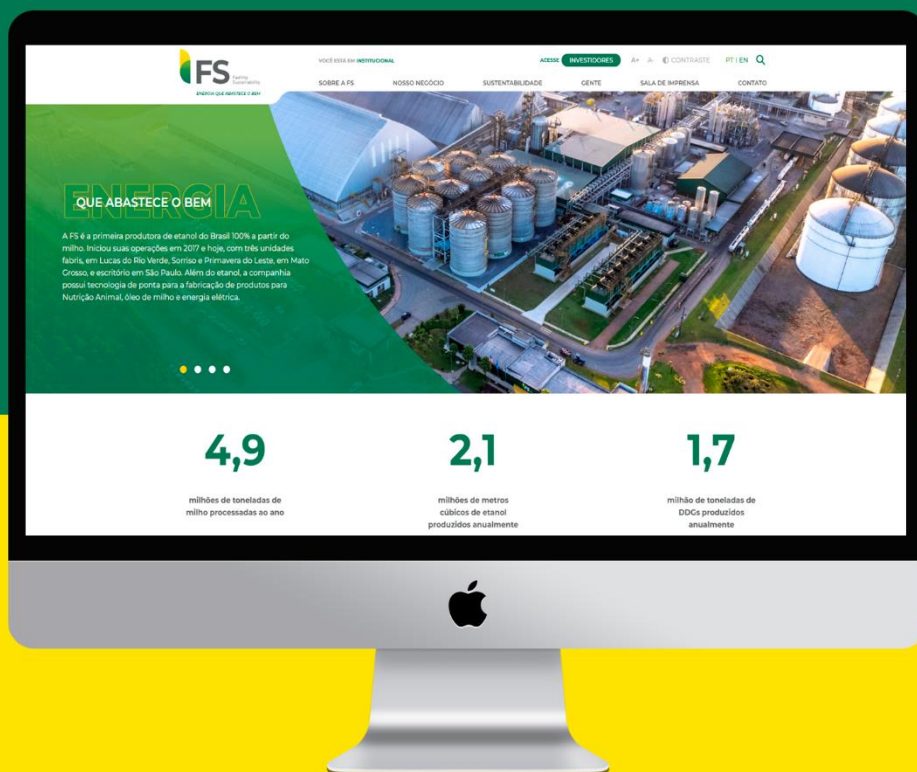 FS
Fueling
Sustainability
ENERGIA QUE ABASTECE O BEM
VOCÊ ESTÁ EM INSTITUCIONAL
ACESSE INVESTIDORES A+ A- CONTRASTE PT | EN
SOBRE A FS NOSSO NEGÓCIO SUSTENTABILIDADE GENTE SALA DE IMPRENSA CONTATO
ENERGIA
QUE ABASTECE O BEM
A FS é a primeira produtora de etanol do Brasil 100% a partir do
milho. Iniciou suas operações em 2017 e hoje, com três unidades
fabris, em Lucas do Rio Verde, Sorriso e Primavera do Leste, em Mato
Grosso, e escritório em São Paulo. Além do etanol, a companhia
possui tecnologia de ponta para a fabricação de produtos para
Nutrição Animal, óleo de milho e energia elétrica.
4,9
milhões de toneladas de
milho processadas ao ano
2,1
milhões de metros
cúbicos de etanol
produzidos anualmente
1,7
milhão de toneladas de
DDGs produzidos
anualmente